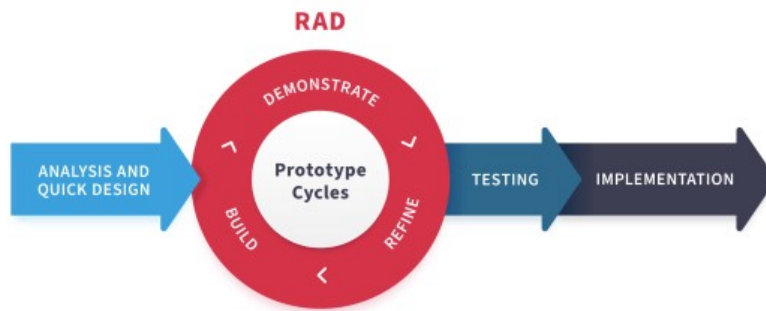 RAD
ANALYSIS AND
QUICK DESIGN
DEMONSTRATE
Prototype
Cycles
BUILD
REFINE
TESTING
IMPLEMENTATION